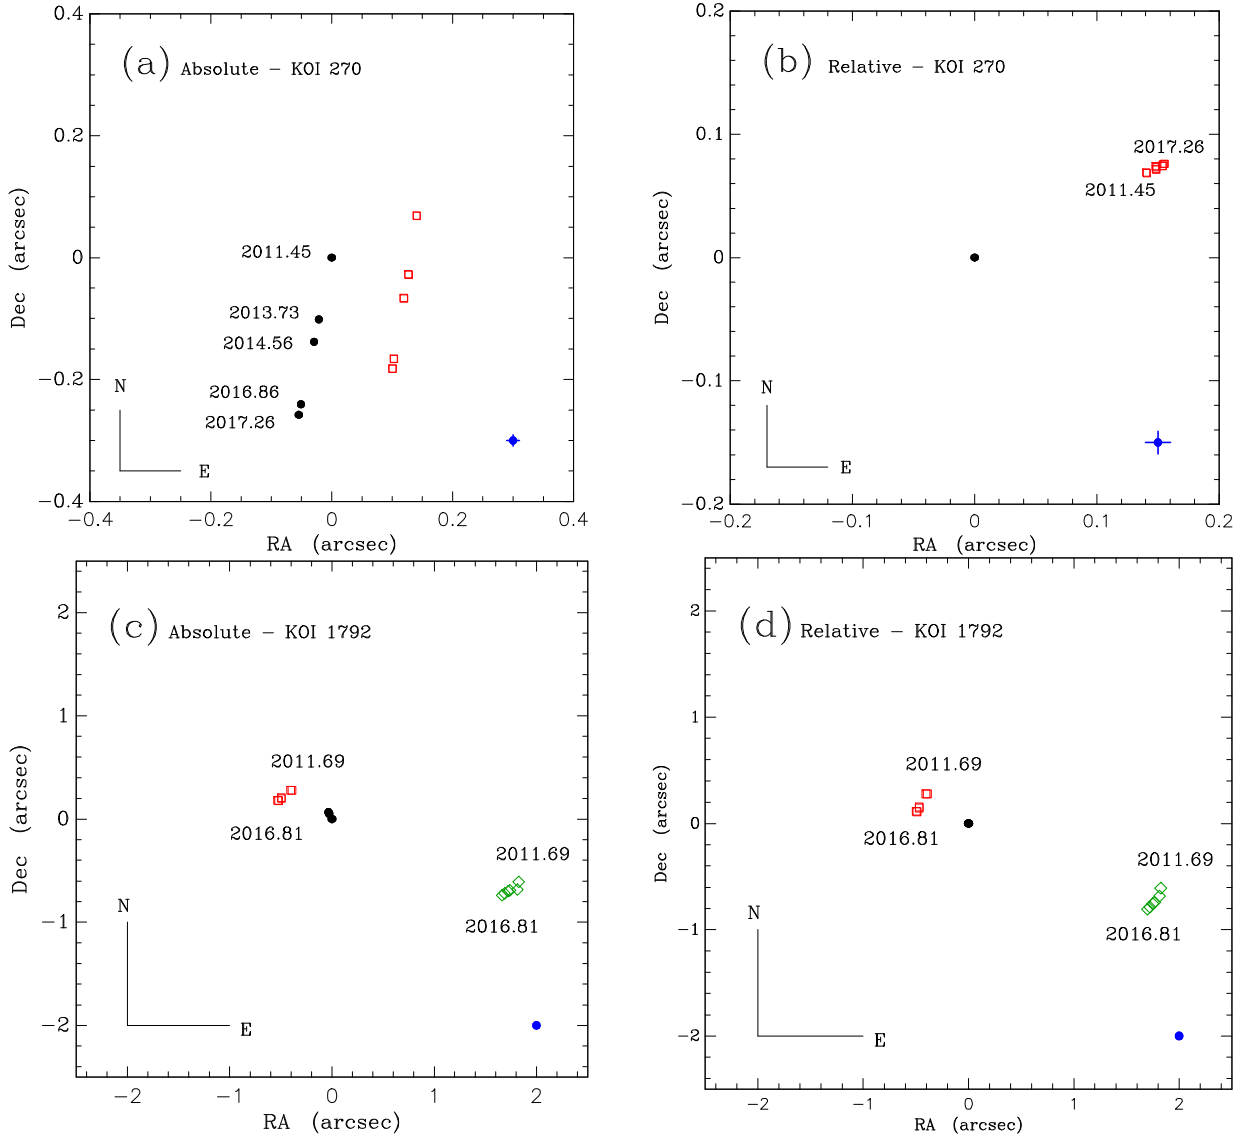 (a) Absolute − KOI 270
0.4
0.2
0
−0.2
−0.4
Dec (arcsec)
2011.45
2013.73
2014.56
2016.86
2017.26
N
E
−0.4 −0.2 0 0.2 0.4
RA (arcsec)
(b) Relative − KOI 270
0.2
0.1
0
−0.1
−0.2
Dec (arcsec)
2017.26
2011.45
N
E
−0.2 −0.1 0 0.1 0.2
RA (arcsec)
(c) Absolute − KOI 1792
2
1
0
−1
−2
Dec (arcsec)
2011.69
2016.81
2011.69
2016.81
N
E
−2 −1 0 1 2
RA (arcsec)
(d) Relative − KOI 1792
2
1
0
−1
−2
Dec (arcsec)
2011.69
2016.81
2011.69
2016.81
N
E
−2 −1 0 1 2
RA (arcsec)